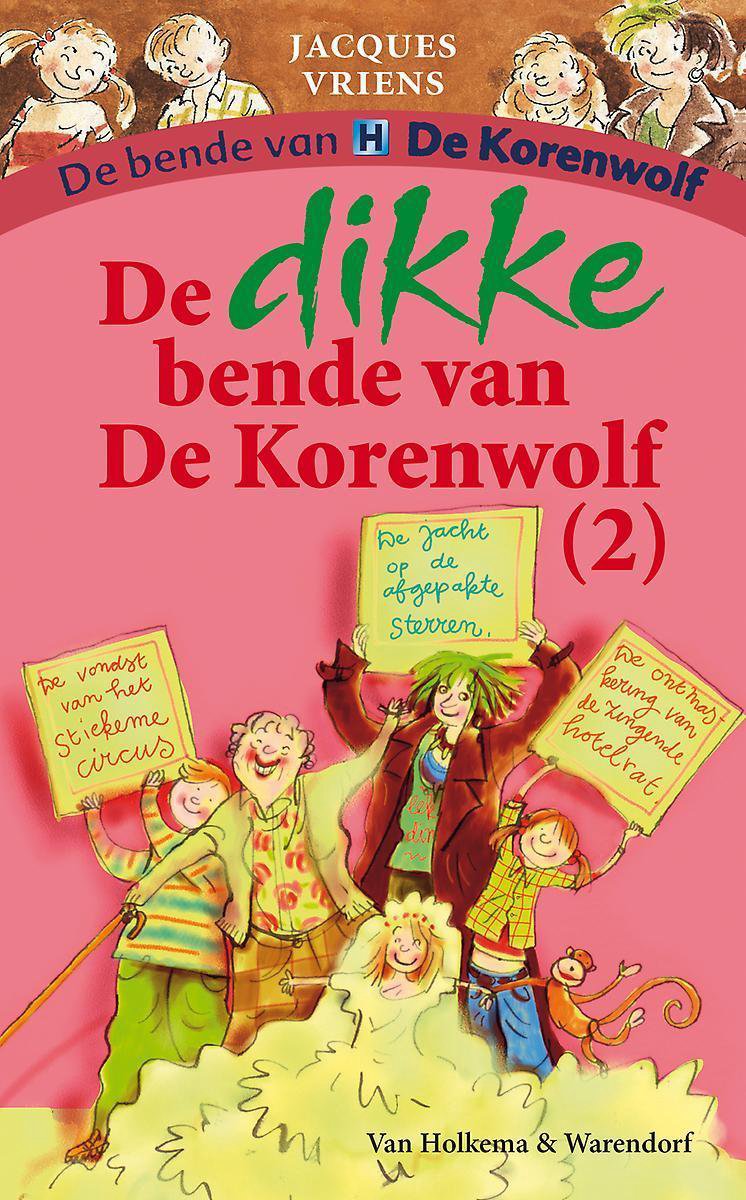 JACQUES
VRIENS
De bende van H De Korenwolf
De dikke
bende van
De Korenwolf
(2)
De jacht
op de
afgepakte
sterren.
De vondst
van het
Stiekeme
circus
De ontmas-
kering van
de zingende
hotelrat.
Van Holkema & Warendorf